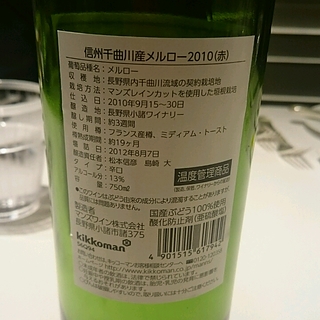 信州千曲川産メルロー2010(赤)
葡萄品種名：メルロー
収穫地：長野県内千曲川流域の契約栽培地
栽培方法：マンズレインカットを使用した垣根栽培
仕込日：2010年9月15～30日
醸造場所：長野県小諸ワイナリー
醸し期間：約3週間
使用樽：フランス産樽、ミディアム・トースト
樽熟成期間：約19ヶ月
2012年8月7日
醸造責任者：松本信彦 島崎 大
タイプ：辛口
アルコール分：13%
容量：750ml
温度管理商品
製造者
マンズワイン株式会社
長野県小諸市諸375
国産ぶどう100%使用
酸化防止剤(亜硫酸塩)
kikkoman
4 901515 617942
www.kikkoman.co.jp/manns/